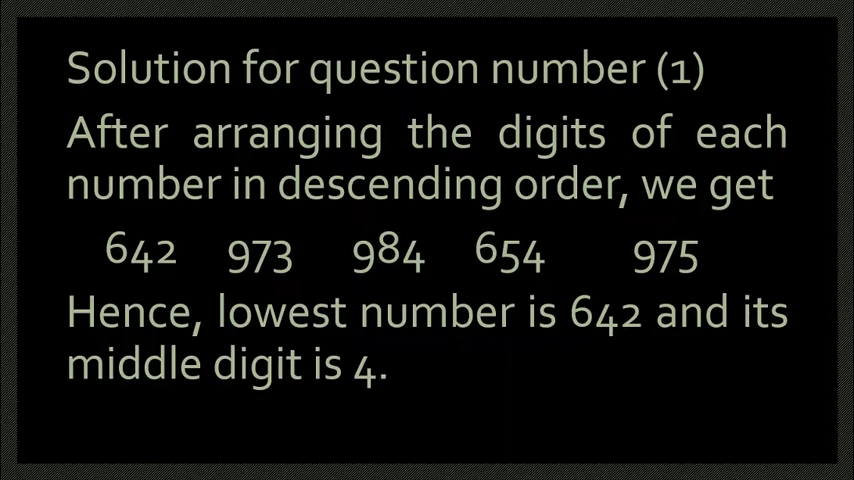 Solution for question number (1)
After arranging the digits of each
number in descending order, we get
642 973 984 654 975
Hence, lowest number is 642 and its
middle digit is 4.